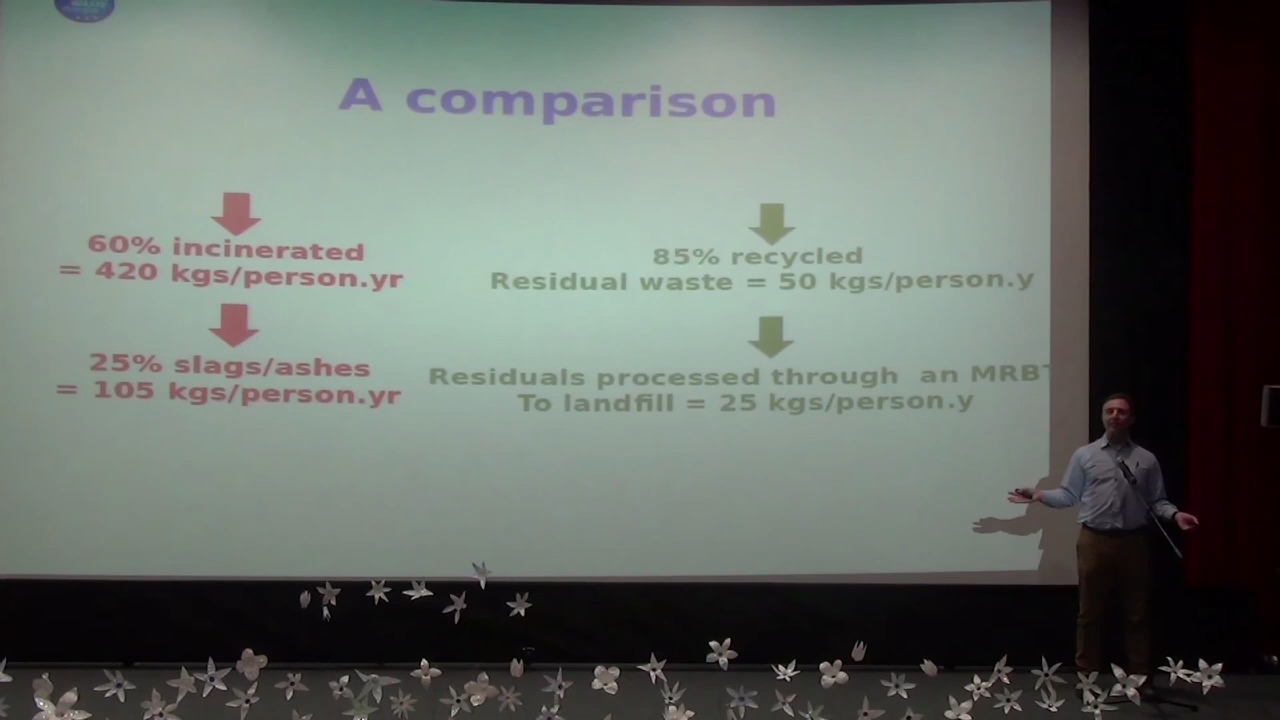 A comparison
60% incinerated
= 420 kgs/person.yr
25% slags/ashes
= 105 kgs/person.yr
85% recycled
Residual waste = 50 kgs/person.y
Residuals processed through an MRBT
To landfill = 25 kgs/person.y